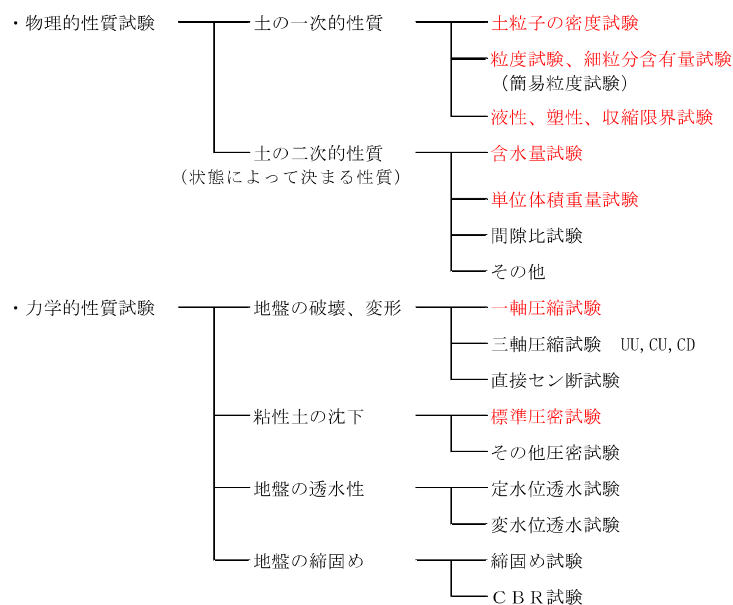 ・物理的性質試験 土の一次的性質 土粒子の密度試験
粒度試験、細粒分含有量試験
（簡易粒度試験）
液性、塑性、収縮限界試験
土の二次的性質 含水量試験
（状態によって決まる性質）
単位体積重量試験
間隙比試験
その他
・力学的性質試験 地盤の破壊、変形 一軸圧縮試験
三軸圧縮試験 UU,CU,CD
直接セン断試験
粘性土の沈下 標準圧密試験
その他圧密試験
地盤の透水性 定水位透水試験
変水位透水試験
地盤の締固め 締固め試験
ＣＢＲ試験